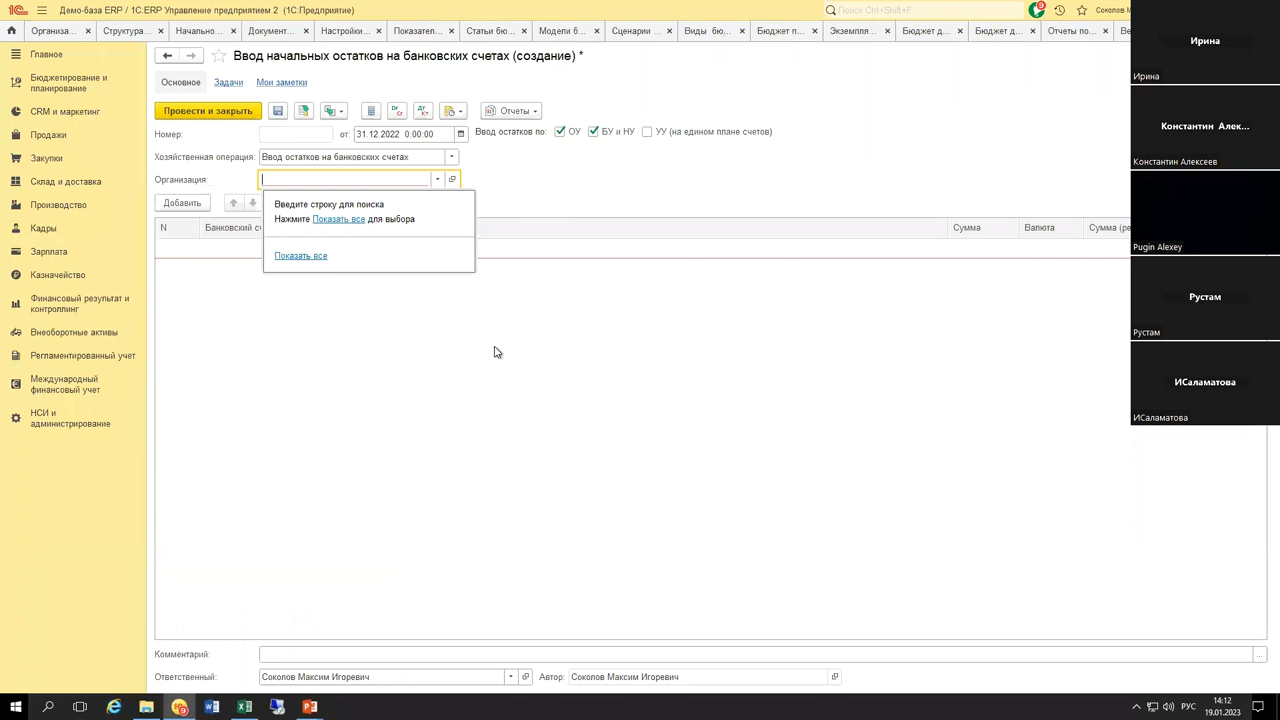 Демо-база ERP / 1С:ERP Управление предприятием 2 (1С:Предприятие)
Поиск Ctrl+Shift+F
9
Соколов М
Организа... × Структура... × Начально... × Документ... × Настройки... × Показател... × Статьи бю... × Модели б... × Сценарии ... × Виды бю... × Бюджет п... × Экземпля... × Бюджет д... × Бюджет д... × Отчеты по... × Ве
Главное
Бюджетирование и
планирование
CRM и маркетинг
Продажи
Закупки
Склад и доставка
Производство
Кадры
Зарплата
Казначейство
Финансовый результат и
контроллинг
Внеоборотные активы
Регламентированный учет
Международный
финансовый учет
НСИ и
администрирование
Ввод начальных остатков на банковских счетах (создание) *
Основное Задачи Мои заметки
Провести и закрыть
Отчеты
Номер: от: 31.12.2022 0:00:00 Ввод остатков по: ОУ БУ и НУ УУ (на едином плане счетов)
Хозяйственная операция: Ввод остатков на банковских счетах
Организация:
Добавить
Введите строку для поиска
Нажмите Показать все для выбора
Показать все
N Банковский сч Сумма Валюта Сумма (ре
Комментарий:
Ответственный: Соколов Максим Игоревич Автор: Соколов Максим Игоревич
Ирина
Ирина
Константин Алек...
Константин Алексеев
Pugin Alexey
Рустам
Рустам
ИСаламатова
ИСаламатова
РУС
14:12
19.01.2023